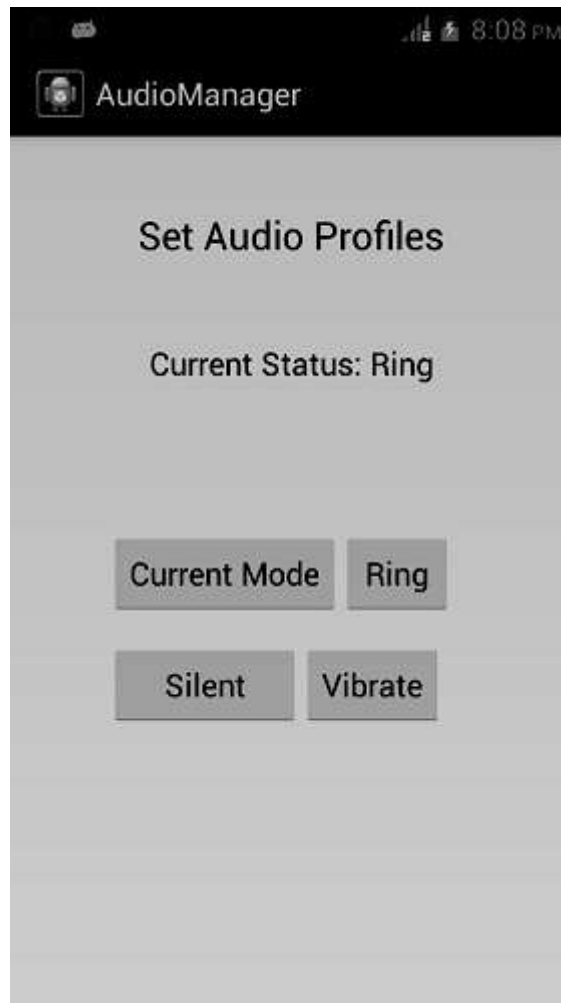 8:08 PM
AudioManager
Set Audio Profiles
Current Status: Ring
Current Mode Ring
Silent Vibrate